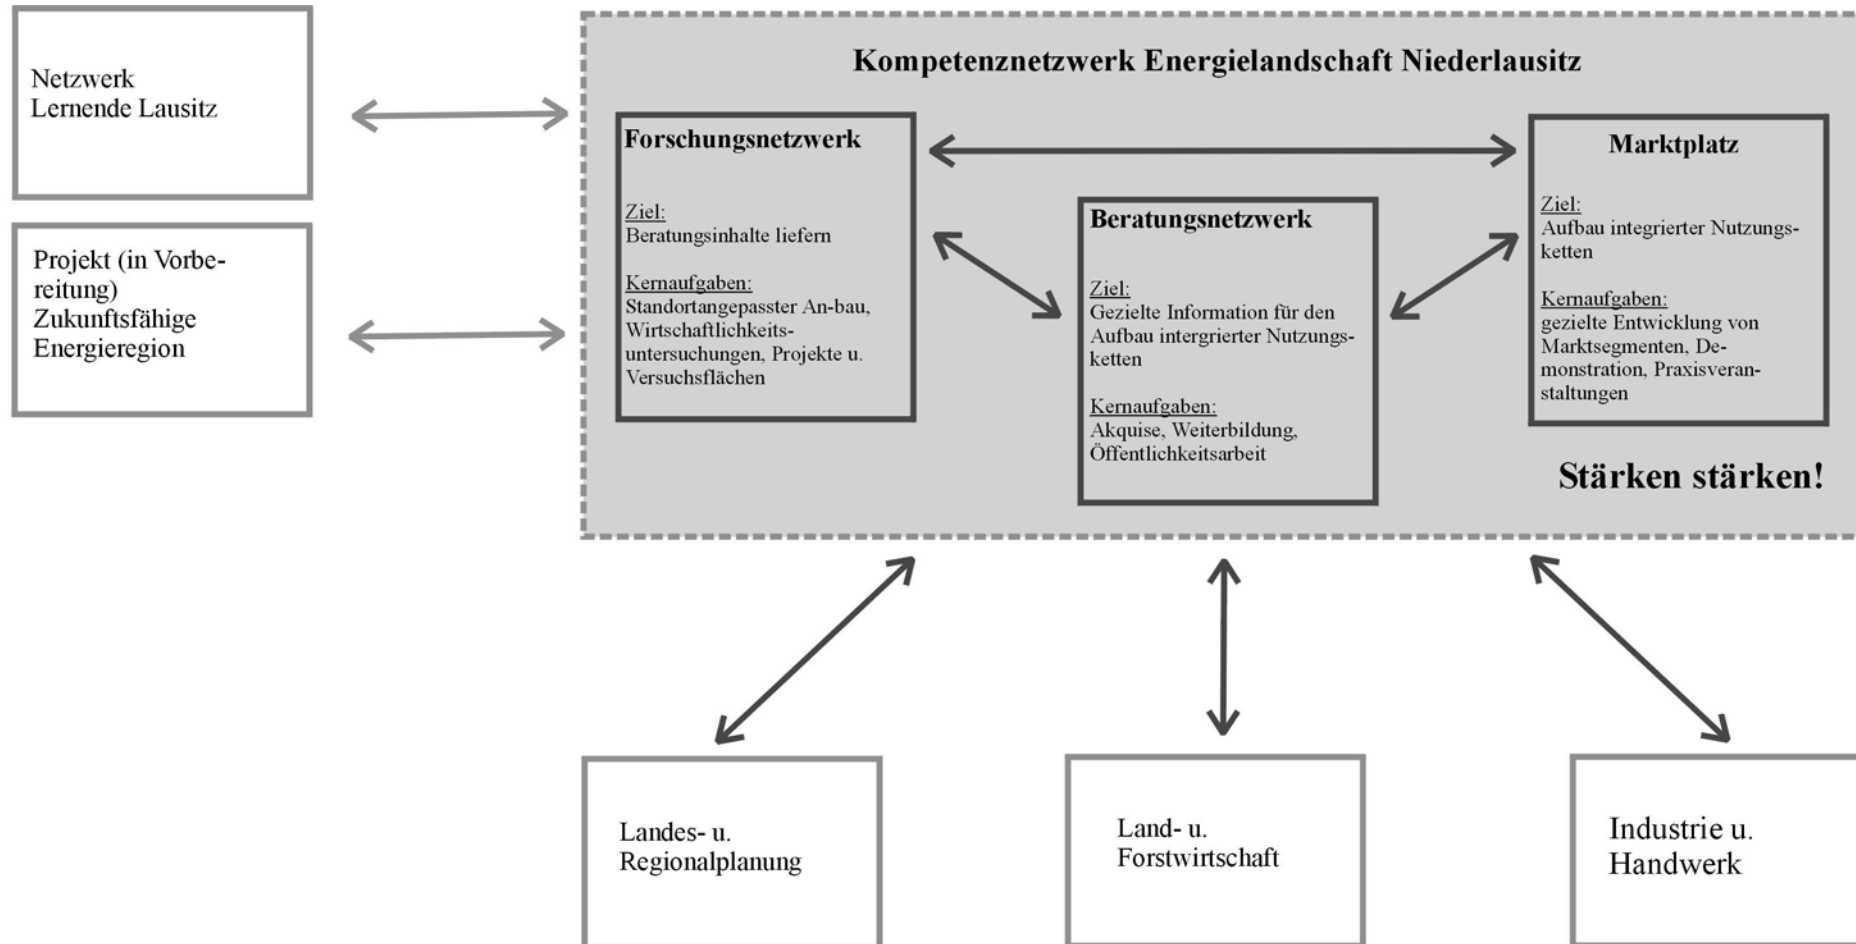 Netzwerk
Lernende Lausitz
Projekt (in Vorbe-
reitung)
Zukunftsfähige
Energieregion
Kompetenznetzwerk Energielandschaft Niederlausitz
Forschungsnetzwerk
Ziel:
Beratungsinhalte liefern
Kernaufgaben:
Standortangepasster An-bau,
Wirtschaftlichkeits-
untersuchungen, Projekte u.
Versuchsflächen
Beratungsnetzwerk
Ziel:
Gezielte Information für den
Aufbau intergrierter Nutzungs-
ketten
Kernaufgaben:
Akquise, Weiterbildung,
Öffentlichkeitsarbeit
Marktplatz
Ziel:
Aufbau integrierter Nutzungs-
ketten
Kernaufgaben:
gezielte Entwicklung von
Marktsegmenten, De-
monstration, Praxisveran-
staltungen
Stärken stärken!
Landes- u.
Regionalplanung
Land- u.
Forstwirtschaft
Industrie u.
Handwerk